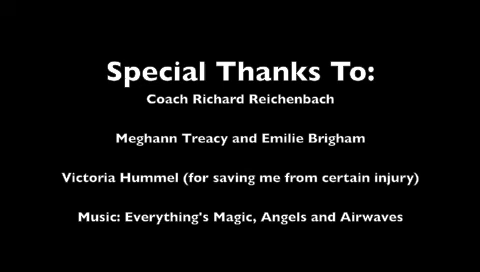 Special Thanks To:
Coach Richard Reichenbach
Meghann Treacy and Emilie Brigham
Victoria Hummel (for saving me from certain injury)
Music: Everything's Magic, Angels and Airwaves